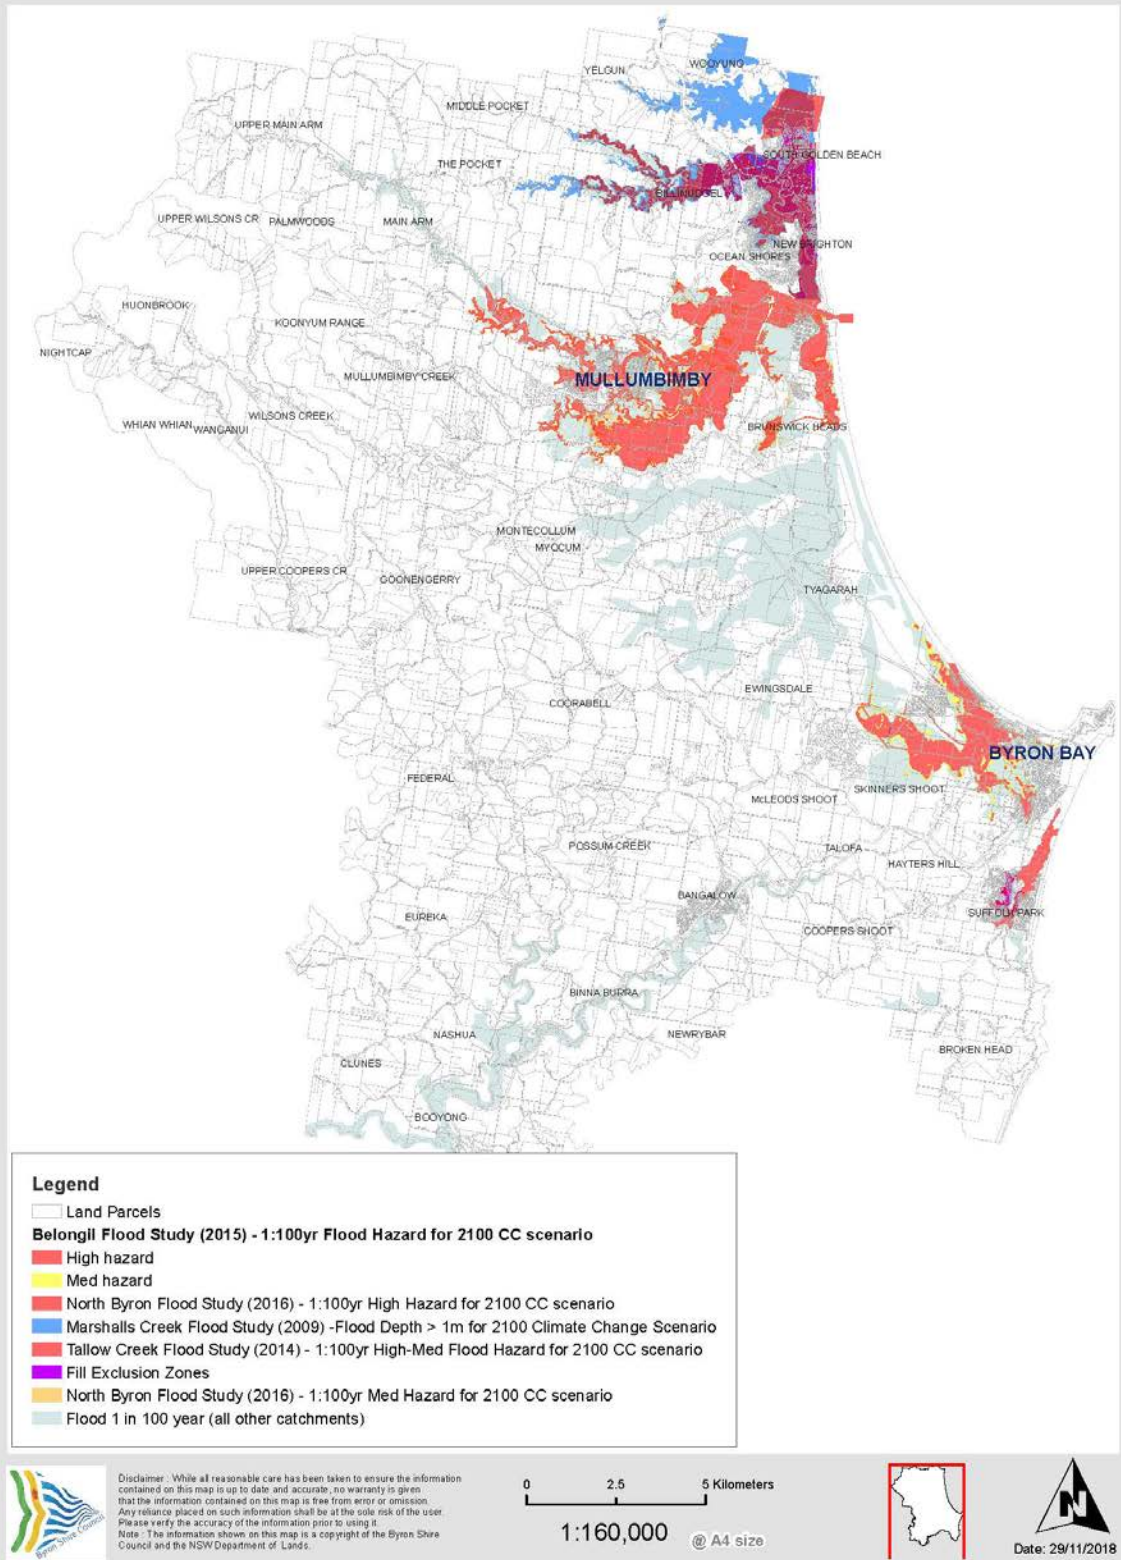 WOOYUNG
YELGUN
MIDDLE POCKET
UPPER MAIN ARM
SOUTH GOLDEN BEACH
THE POCKET
BILLINUDGEL
UPPER WILSONS CR
PALMWOODS
MAIN ARM
NEW BRIGHTON
OCEAN SHORES
HUONBROOK
KOONYUM RANGE
NIGHTCAP
MULLUMBIMBY CREEK
MULLUMBIMBY
WILSONS CREEK
WHIAN WHIAN
WANGANUI
BRUNSWICK HEADS
MONTECOLLUM
MYOCUM
UPPER COOPERS CR
GOONENGERRY
TYAGARAH
EWINGSDALE
COORABELL
BYRON BAY
FEDERAL
SKINNERS SHOOT
McLEODS SHOOT
POSSUM CREEK
TALOFA
HAYTERS HILL
BANGALOW
SUFFOLK PARK
EUREKA
COOPERS SHOOT
BINNA BURRA
NASHUA
NEWRYBAR
BROKEN HEAD
CLUNES
BOOYONG
Legend
Land Parcels
Belongil Flood Study (2015) - 1:100yr Flood Hazard for 2100 CC scenario
High hazard
Med hazard
North Byron Flood Study (2016) - 1:100yr High Hazard for 2100 CC scenario
Marshalls Creek Flood Study (2009) -Flood Depth > 1m for 2100 Climate Change Scenario
Tallow Creek Flood Study (2014) - 1:100yr High-Med Flood Hazard for 2100 CC scenario
Fill Exclusion Zones
North Byron Flood Study (2016) - 1:100yr Med Hazard for 2100 CC scenario
Flood 1 in 100 year (all other catchments)
Byron Shire Council
Disclaimer : While all reasonable care has been taken to ensure the information
contained on this map is up to date and accurate, no warranty is given
that the information contained on this map is free from error or omission.
Any reliance placed on such information shall be at the sole risk of the user.
Please verify the accuracy of the information prior to using it.
Note : The information shown on this map is a copyright of the Byron Shire
Council and the NSW Department of Lands.
0 2.5 5 Kilometers
1:160,000 @ A4 size
N
Date: 29/11/2018